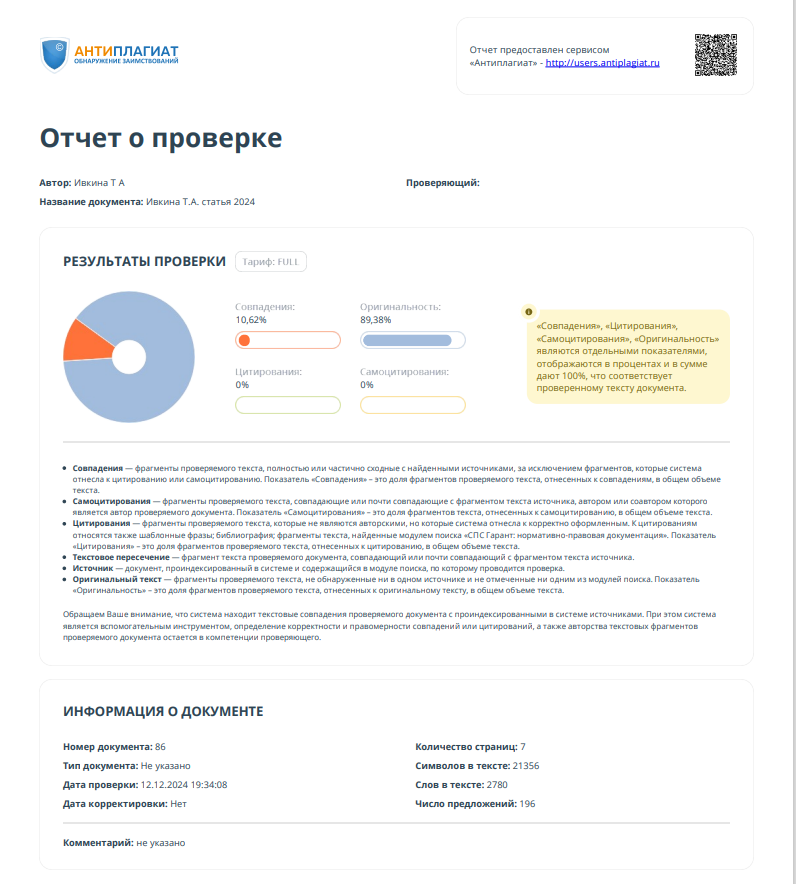 ©
АНТИПЛАГИАТ
ОБНАРУЖЕНИЕ ЗАИМСТВОВАНИЙ
Отчет предоставлен сервисом
«Антиплагиат» - http://users.antiplagiat.ru
Отчет о проверке
Автор: Ивкина Т А
Проверяющий:
Название документа: Ивкина Т.А. статья 2024
РЕЗУЛЬТАТЫ ПРОВЕРКИ
Тариф: FULL
Совпадения:
10,62%
Оригинальность:
89,38%
Цитирования:
0%
Самоцитирования:
0%
«Совпадения», «Цитирования»,
«Самоцитирования», «Оригинальность»
являются отдельными показателями,
отображаются в процентах и в сумме
дают 100%, что соответствует
проверенному тексту документа.
• Совпадения — фрагменты проверяемого текста, полностью или частично сходные с найденными источниками, за исключением фрагментов, которые система
отнесла к цитированию или самоцитированию. Показатель «Совпадения» – это доля фрагментов проверяемого текста, отнесенных к совпадениям, в общем объеме
текста.
• Самоцитирования — фрагменты проверяемого текста, совпадающие или почти совпадающие с фрагментом текста источника, автором или соавтором которого
является автор проверяемого документа. Показатель «Самоцитирования» – это доля фрагментов текста, отнесенных к самоцитированию, в общем объеме текста.
• Цитирования — фрагменты проверяемого текста, которые не являются авторскими, но которые система отнесла к корректно оформленным. К цитированиям
относятся также шаблонные фразы; библиография; фрагменты текста, найденные модулем поиска «СПС Гарант: нормативно-правовая документация». Показатель
«Цитирования» – это доля фрагментов проверяемого текста, отнесенных к цитированию, в общем объеме текста.
• Текстовое пересечение — фрагмент текста проверяемого документа, совпадающий или почти совпадающий с фрагментом текста источника.
• Источник — документ, проиндексированный в системе и содержащийся в модуле поиска, по которому проводится проверка.
• Оригинальный текст — фрагменты проверяемого текста, не обнаруженные ни в одном источнике и не отмеченные ни одним из модулей поиска. Показатель
«Оригинальность» – это доля фрагментов проверяемого текста, отнесенных к оригинальному тексту, в общем объеме текста.
Обращаем Ваше внимание, что система находит текстовые совпадения проверяемого документа с проиндексированными в системе источниками. При этом система
является вспомогательным инструментом, определение корректности и правомерности совпадений или цитирований, а также авторства текстовых фрагментов
проверяемого документа остается в компетенции проверяющего.
ИНФОРМАЦИЯ О ДОКУМЕНТЕ
Номер документа: 86
Количество страниц: 7
Тип документа: Не указано
Символов в тексте: 21356
Дата проверки: 12.12.2024 19:34:08
Слов в тексте: 2780
Дата корректировки: Нет
Число предложений: 196
Комментарий: не указано